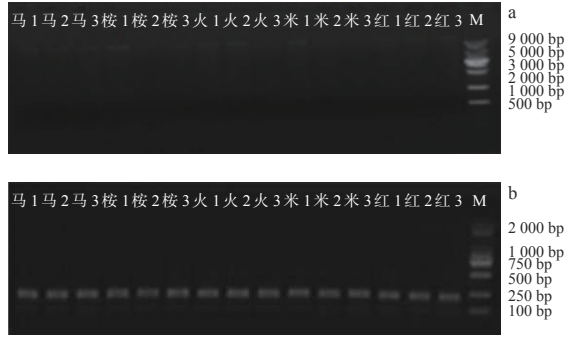 a
马 1 马 2 马 3 桉 1 桉 2 桉 3 火 1 火 2 火 3 米 1 米 2 米 3 红 1 红 2 红 3 M
9 000 bp
5 000 bp
3 000 bp
2 000 bp
1 000 bp
500 bp
b
马 1 马 2 马 3 桉 1 桉 2 桉 3 火 1 火 2 火 3 米 1 米 2 米 3 红 1 红 2 红 3 M
2 000 bp
1 000 bp
750 bp
500 bp
250 bp
100 bp